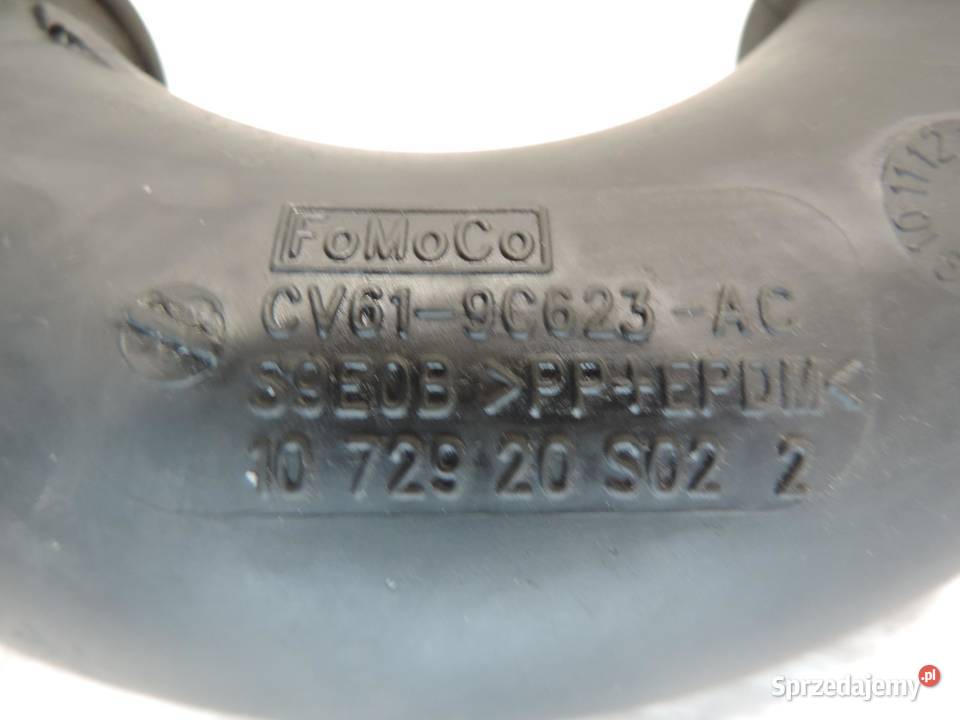 FoMoCo
CV61-9C623-AC
S9E0B >PP+EPDM<
10 729 20 S02 2
Sprzedajemy.pl